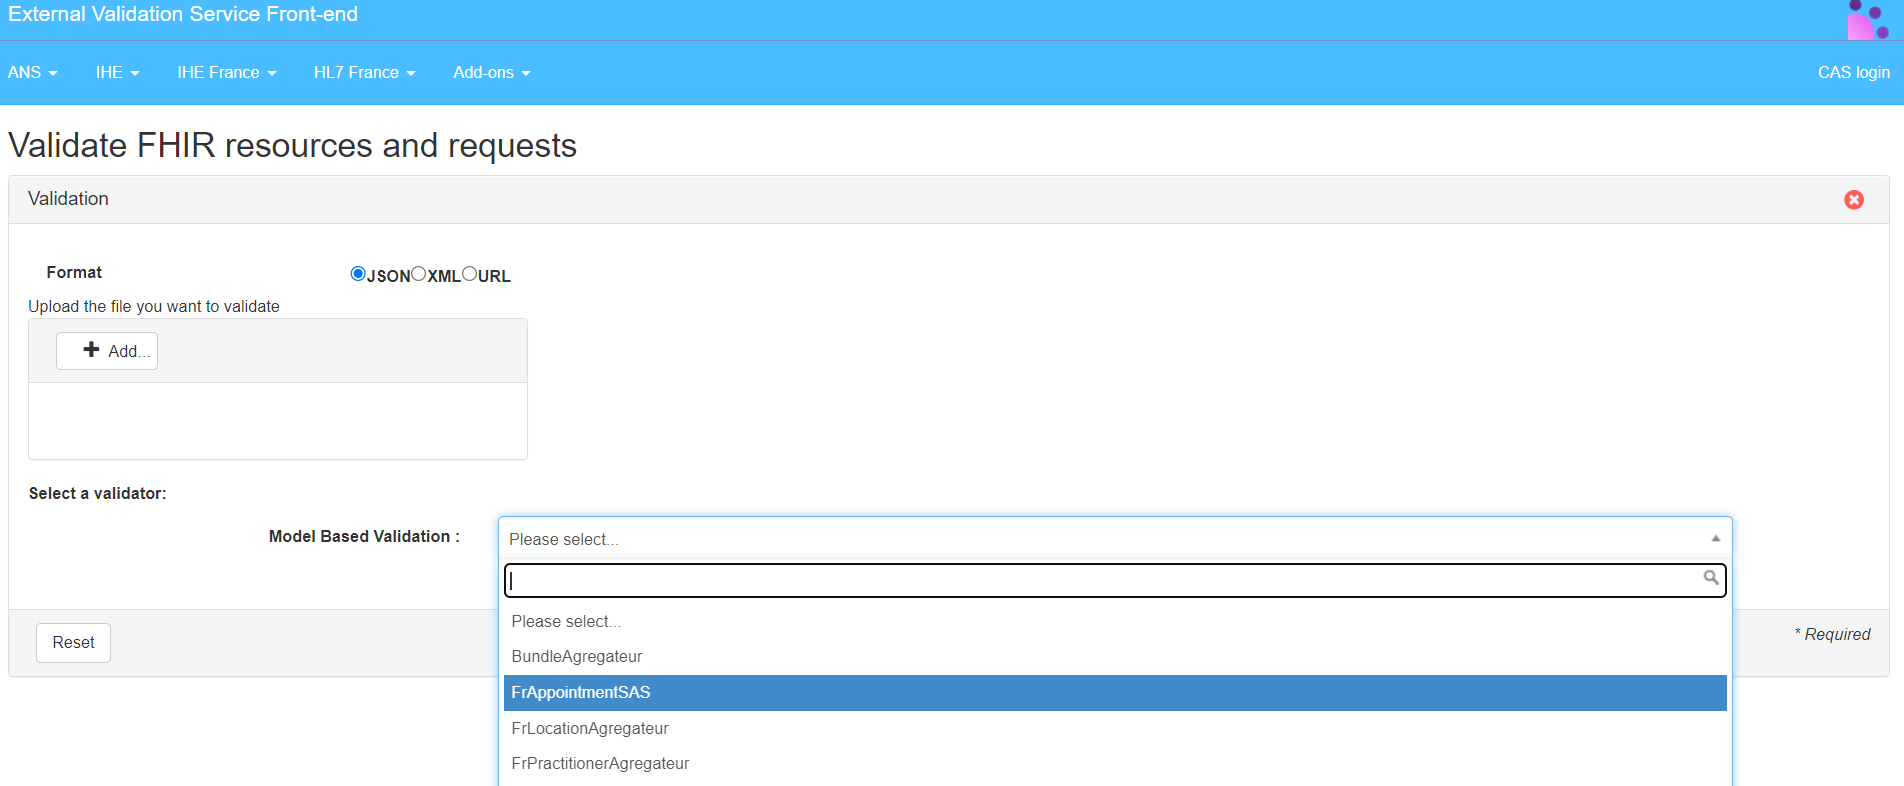 External Validation Service Front-end
ANS IHE IHE France HL7 France Add-ons CAS login
Validate FHIR resources and requests
Validation
Format JSON XML URL
Upload the file you want to validate
Add...
Select a validator:
Model Based Validation : Please select...
Please select...
BundleAgregateur
FrAppointmentSAS
FrLocationAgregateur
FrPractitionerAgregateur
Reset
* Required